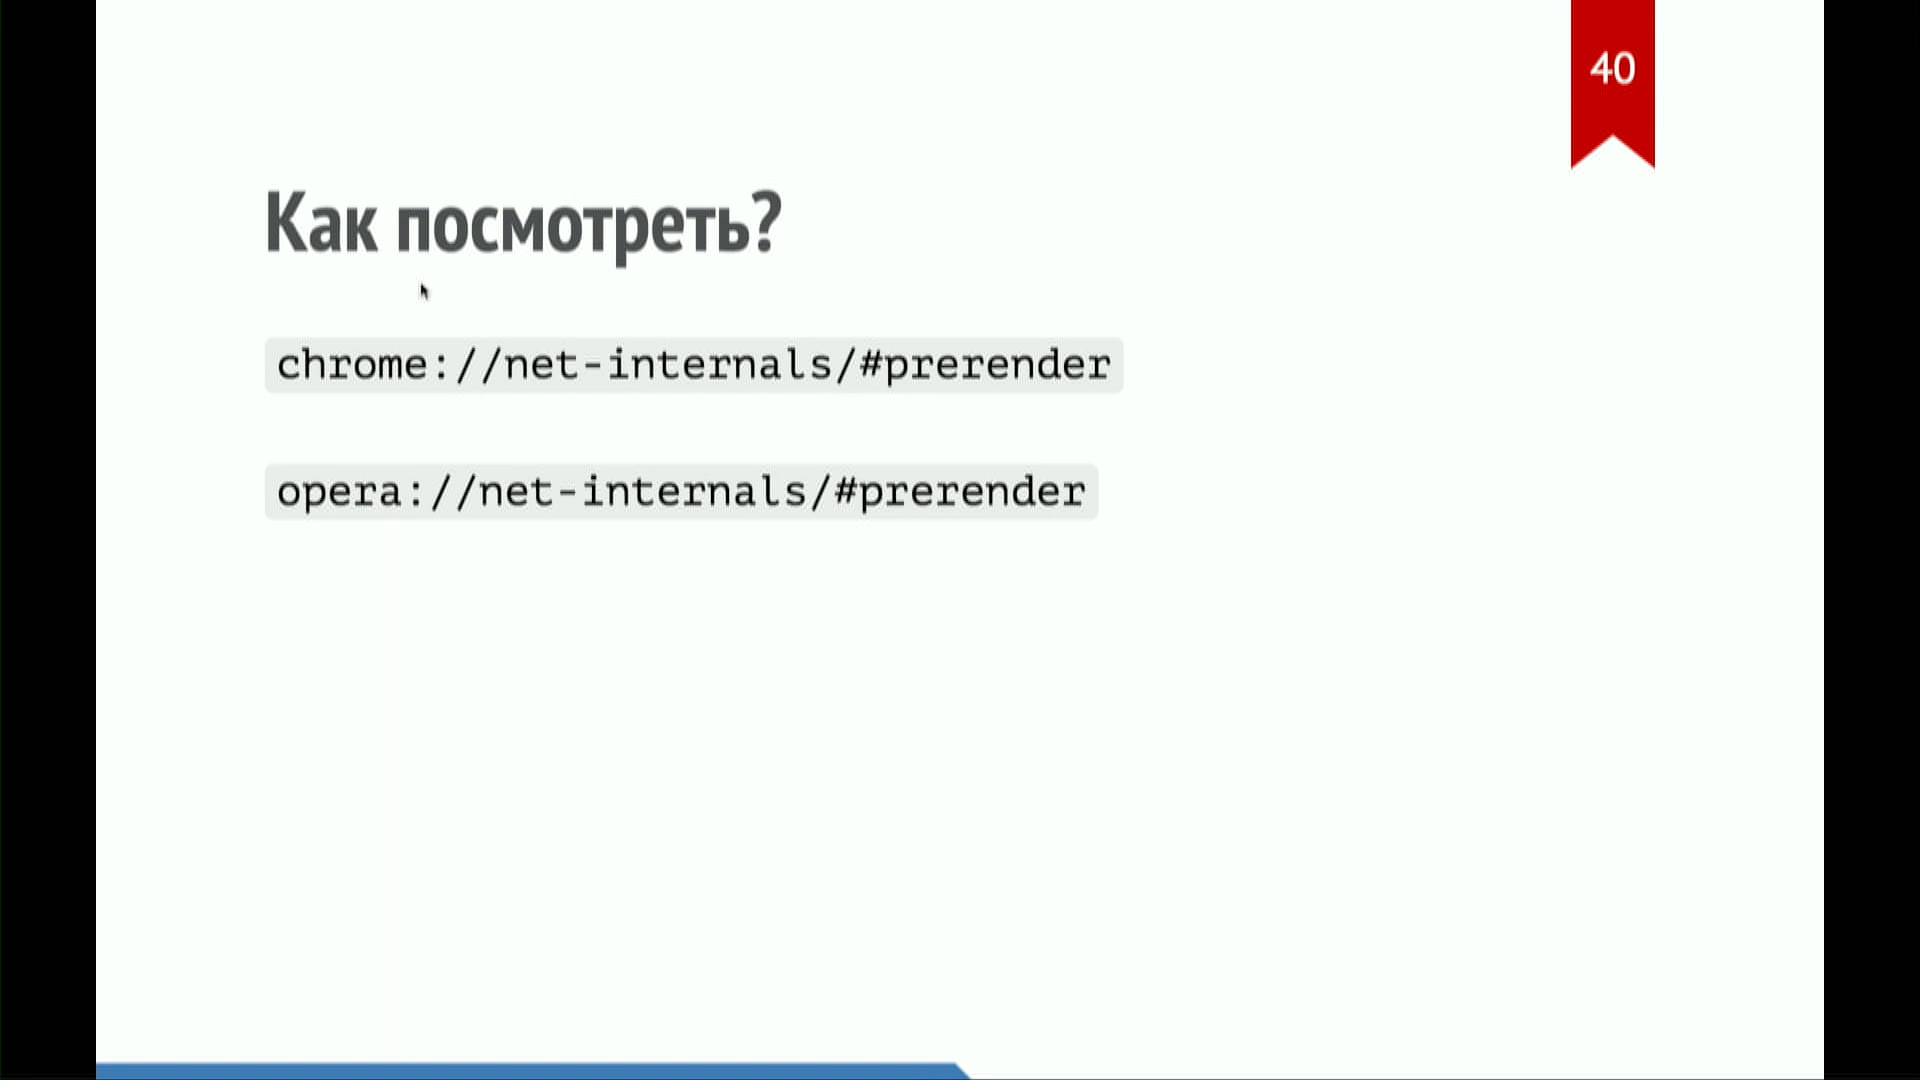 40
Как посмотреть?
chrome://net-internals/#prerender
opera://net-internals/#prerender